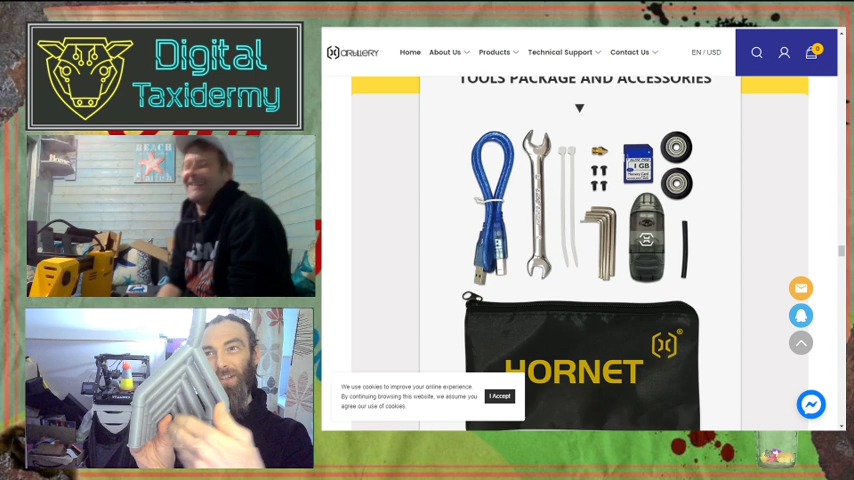 Digital
Taxidermy
BEACH
ARTILLERY
Home
About Us
Products
Technical Support
Contact Us
EN / USD
0
TOOLS PACKAGE AND ACCESSORIES
1 GB
HORNET
We use cookies to improve your online experience.
By continuing browsing this website, we assume you
agree our use of cookies.
I Accept